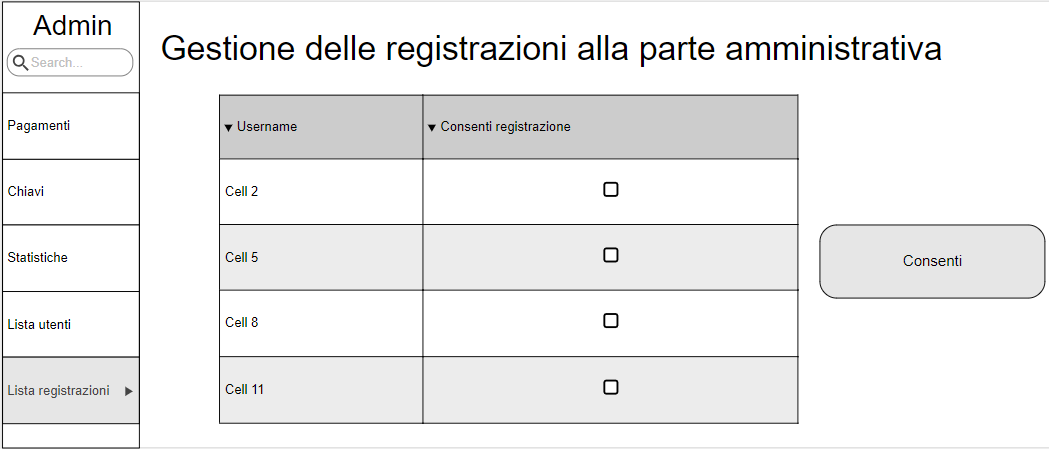 Admin
Search...
Pagamenti
Chiavi
Statistiche
Lista utenti
Lista registrazioni
Gestione delle registrazioni alla parte amministrativa
Username
Consenti registrazione
Cell 2
Cell 5
Cell 8
Cell 11
Consenti